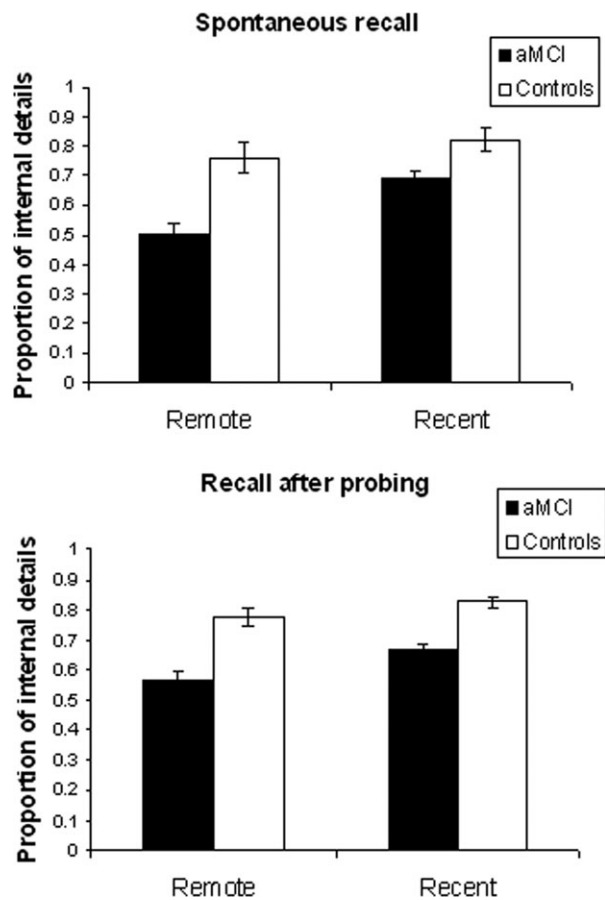 Spontaneous recall
aMCI
Controls
Proportion of internal details
1
0.9
0.8
0.7
0.6
0.5
0.4
0.3
0.2
0.1
0
Remote
Recent
Recall after probing
aMCI
Controls
Proportion of internal details
1
0.9
0.8
0.7
0.6
0.5
0.4
0.3
0.2
0.1
0
Remote
Recent